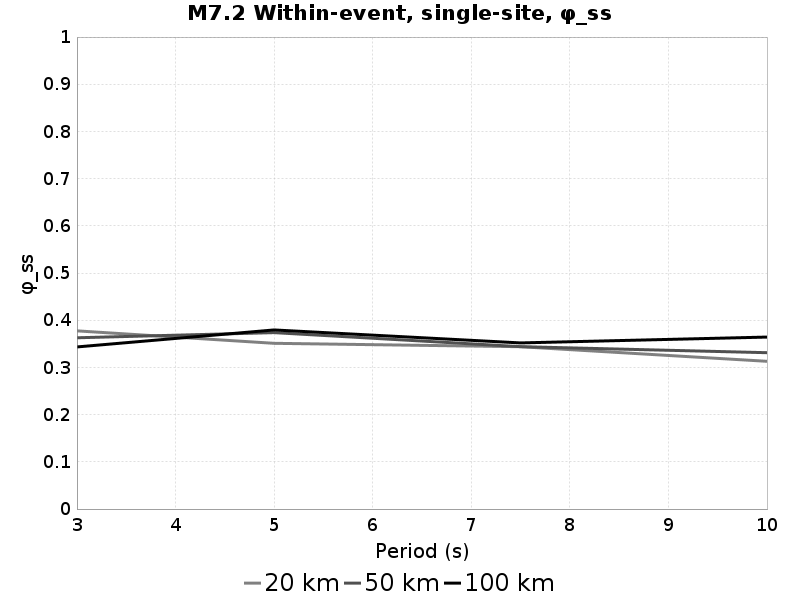 M7.2 Within-event, single-site, φ_ss
1
0.9
0.8
0.7
0.6
0.5
0.4
0.3
0.2
0.1
0
φ_ss
3 4 5 6 7 8 9 10
Period (s)
20 km 50 km 100 km